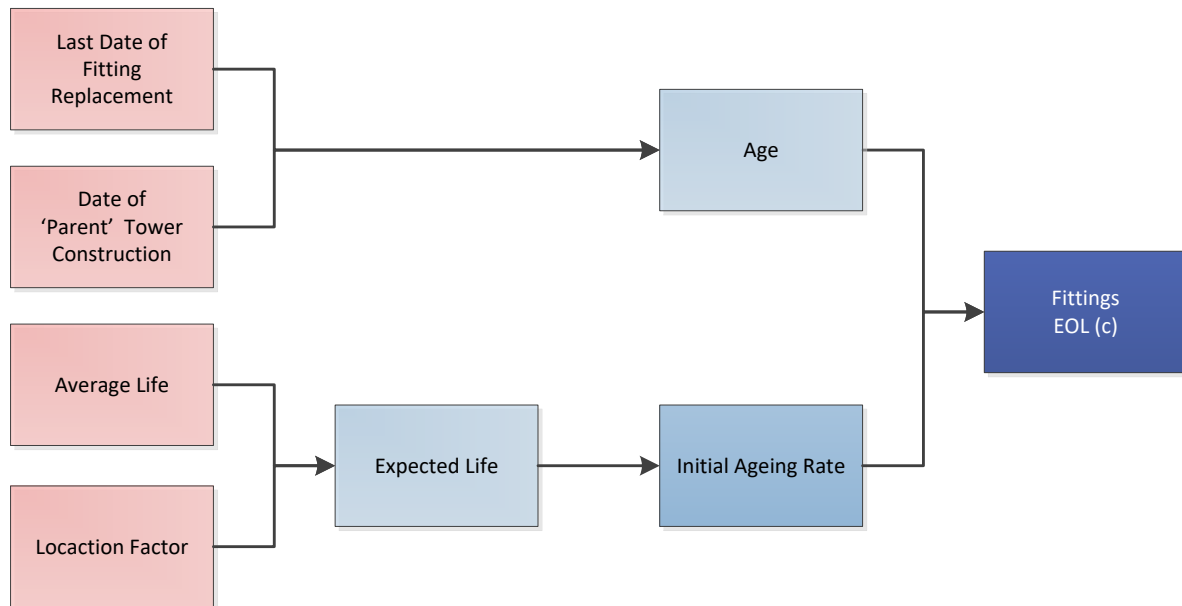 Last Date of
Fitting
Replacement
Date of
‘Parent’ Tower
Construction
Age
Fittings
EOL (c)
Average Life
Expected Life
Initial Ageing Rate
Locaction Factor